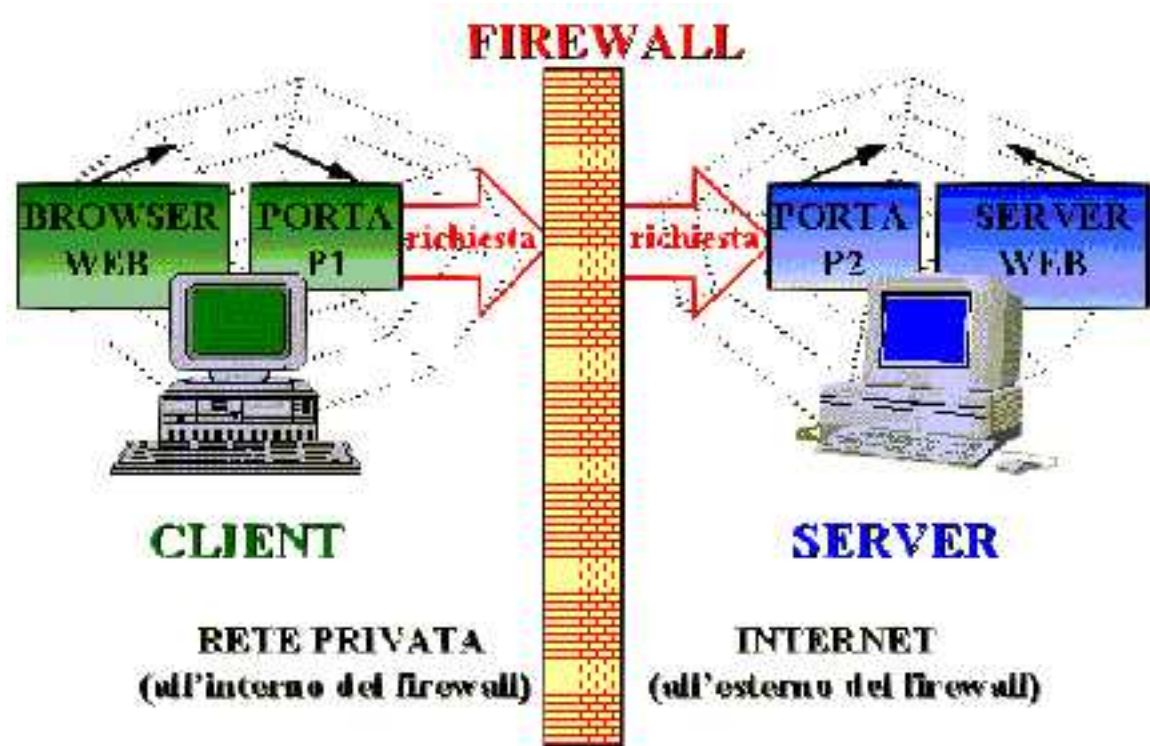 FIREWALL
BROWSER
WEB
PORTA
P1
richiesta
richiesta
PORTA
P2
SERVER
WEB
CLIENT
SERVER
RETE PRIVATA
(all'interno del firewall)
INTERNET
(all'esterno del firewall)